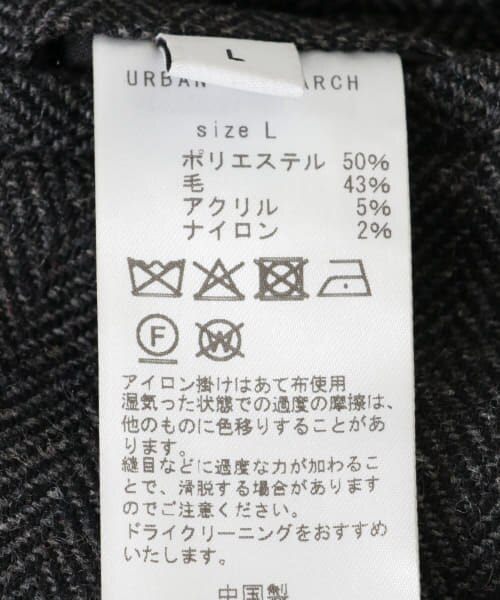 L
URBAN ARCH
size L
ポリエステル 50%
毛 43%
アクリル 5%
ナイロン 2%
F W
アイロン掛けはあて布使用
湿気った状態での過度の摩擦は、
他のものに色移りすることがあ
ります。
縫目などに過度な力が加わるこ
とで、滑脱する場合があります
のでご注意ください。
ドライクリーニングをおすすめ
いたします。
中国製